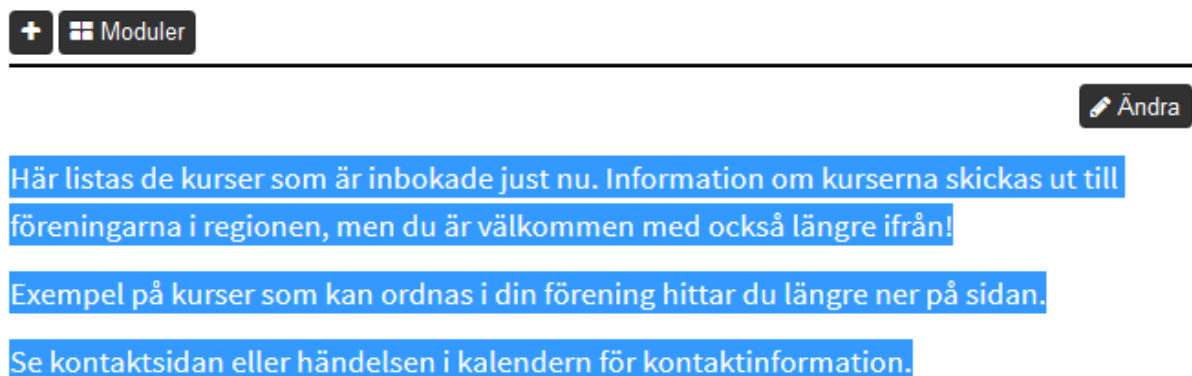 Moduler
Ändra
Här listas de kurser som är inbokade just nu. Information om kurserna skickas ut till
föreningarna i regionen, men du är välkommen med också längre ifrån!
Exempel på kurser som kan ordnas i din förening hittar du längre ner på sidan.
Se kontaktsidan eller händelsen i kalendern för kontaktinformation.